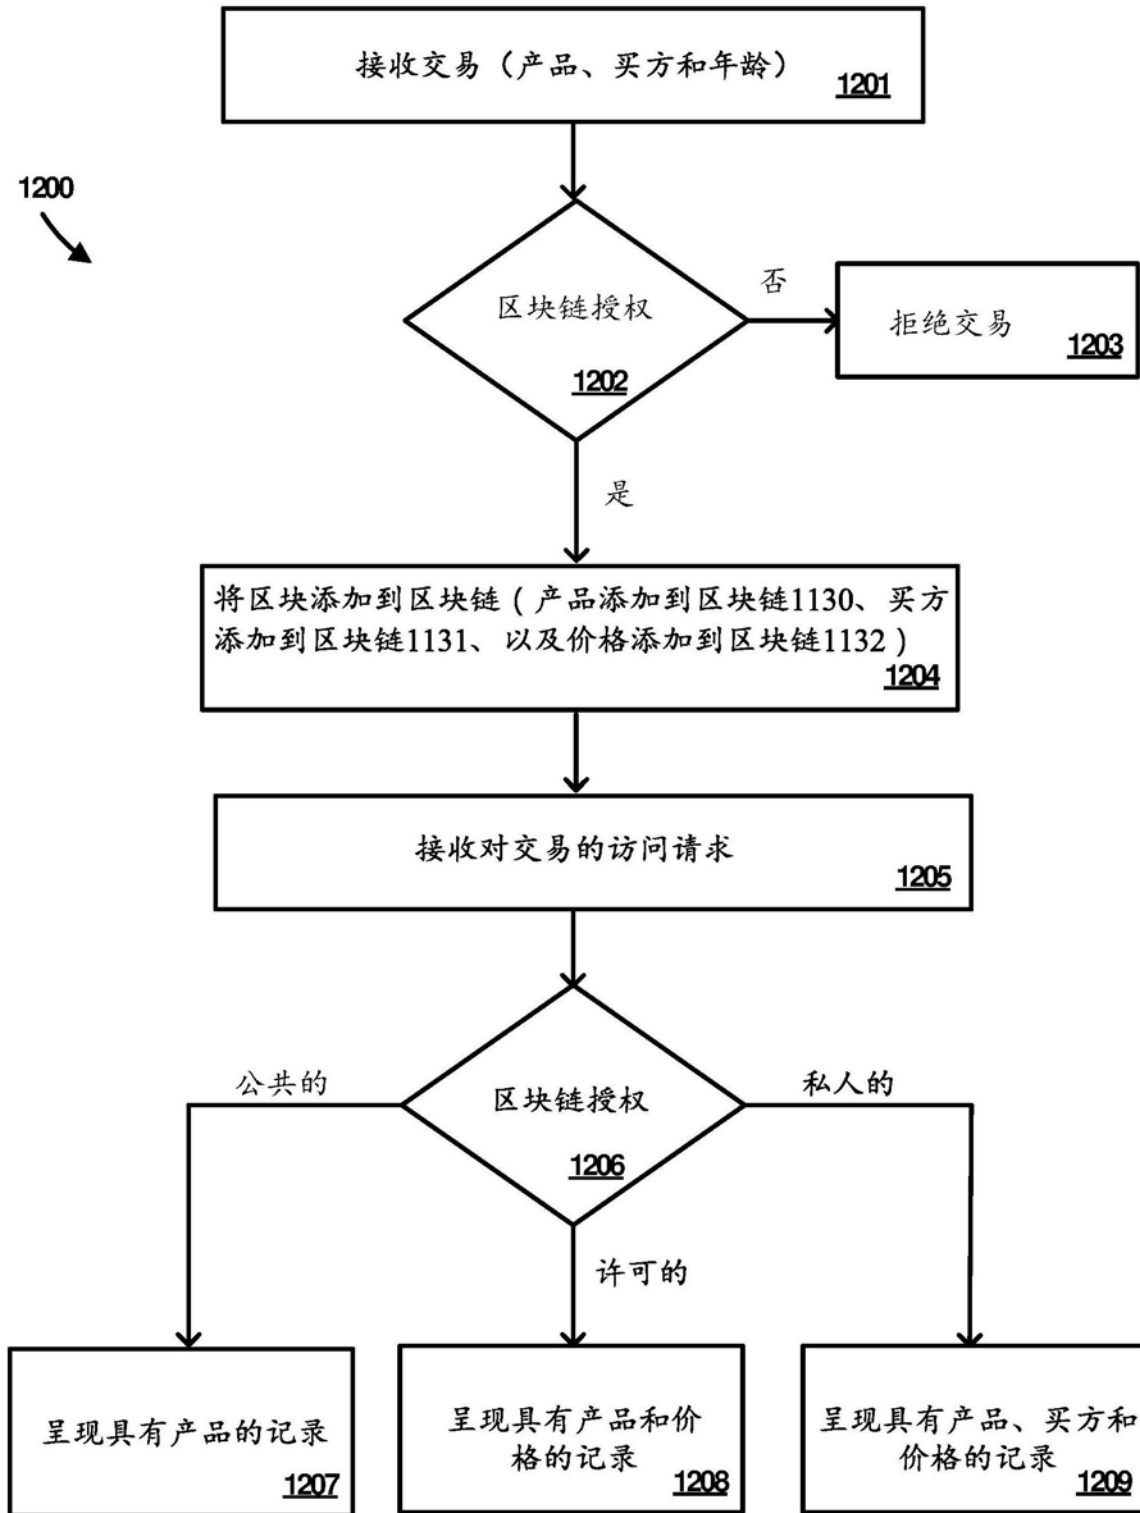 接收交易（产品、买方和年龄）
1201
1200
区块链授权
1202
否
拒绝交易
1203
是
将区块添加到区块链（产品添加到区块链1130、买方
添加到区块链1131、以及价格添加到区块链1132）
1204
接收对交易的访问请求
1205
公共的
区块链授权
1206
私人的
许可的
呈现具有产品的记录
1207
呈现具有产品和价
格的记录
1208
呈现具有产品、买方和
价格的记录
1209